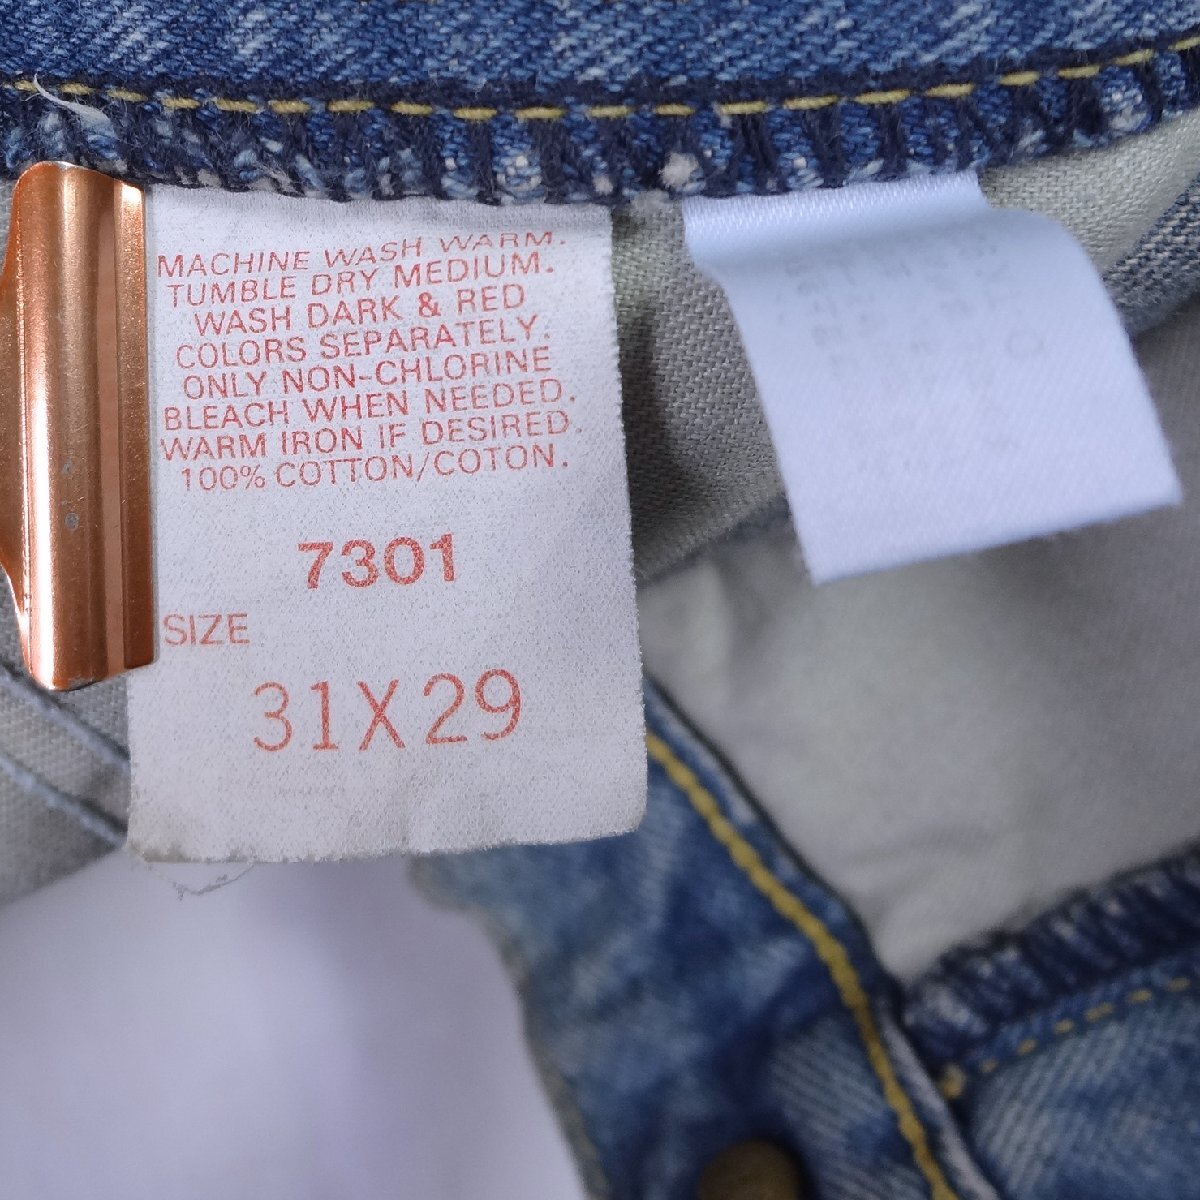 MACHINE WASH WARM.
TUMBLE DRY MEDIUM.
WASH DARK & RED
COLORS SEPARATELY.
ONLY NON-CHLORINE
BLEACH WHEN NEEDED.
WARM IRON IF DESIRED.
100% COTTON/COTON.
7301
SIZE
31X29